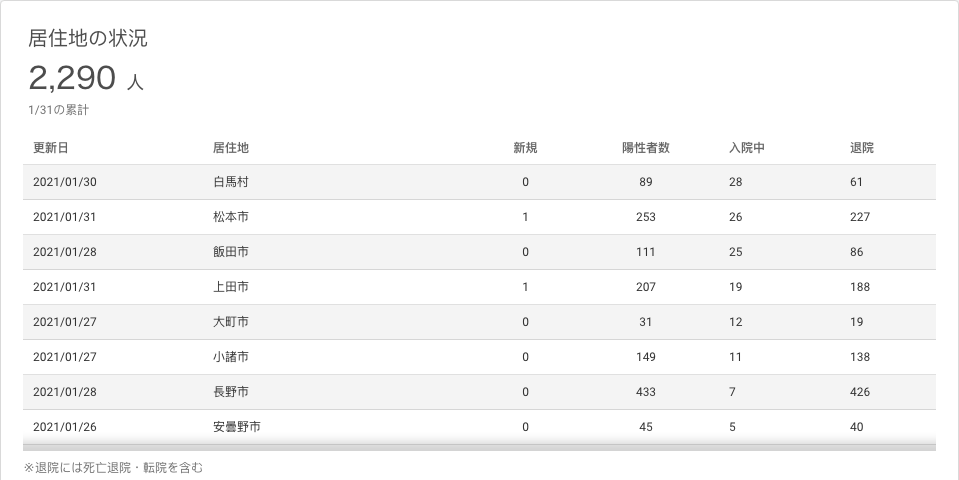 居住地の状況
2,290 人
1/31の累計
更新日 居住地 新規 陽性者数 入院中 退院
2021/01/30 白馬村 0 89 28 61
2021/01/31 松本市 1 253 26 227
2021/01/28 飯田市 0 111 25 86
2021/01/31 上田市 1 207 19 188
2021/01/27 大町市 0 31 12 19
2021/01/27 小諸市 0 149 11 138
2021/01/28 長野市 0 433 7 426
2021/01/26 安曇野市 0 45 5 40
※退院には死亡退院・転院を含む